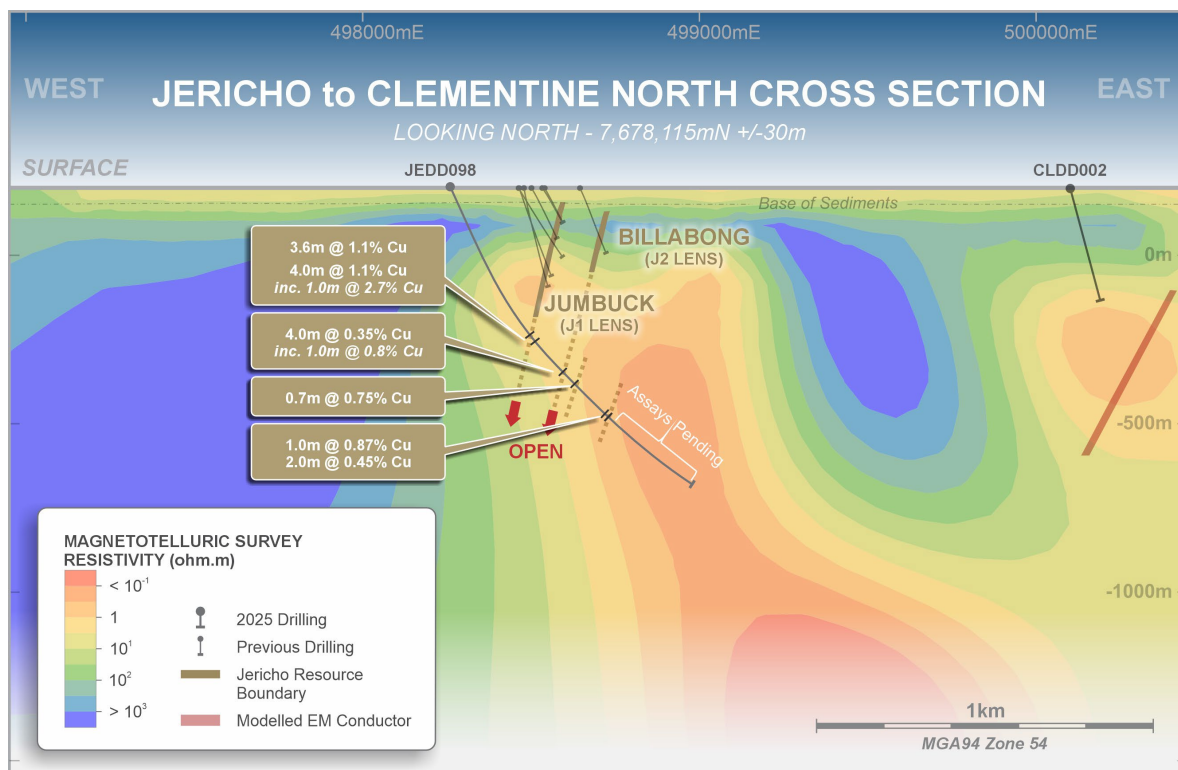 498000mE
499000mE
500000mE
WEST
JERICHO to CLEMENTINE NORTH CROSS SECTION
EAST
LOOKING NORTH - 7,678,115mN +/-30m
SURFACE
JEDD098
CLDD002
Base of Sediments
3.6m @ 1.1% Cu
4.0m @ 1.1% Cu
inc. 1.0m @ 2.7% Cu
BILLABONG
(J2 LENS)
0m
JUMBUCK
(J1 LENS)
4.0m @ 0.35% Cu
inc. 1.0m @ 0.8% Cu
0.7m @ 0.75% Cu
Assays Pending
-500m
1.0m @ 0.87% Cu
2.0m @ 0.45% Cu
OPEN
MAGNETOTELLURIC SURVEY
RESISTIVITY (ohm.m)
< 10⁻¹
1
10¹
10²
> 10³
2025 Drilling
Previous Drilling
Jericho Resource
Boundary
Modelled EM Conductor
-1000m
1km
MGA94 Zone 54